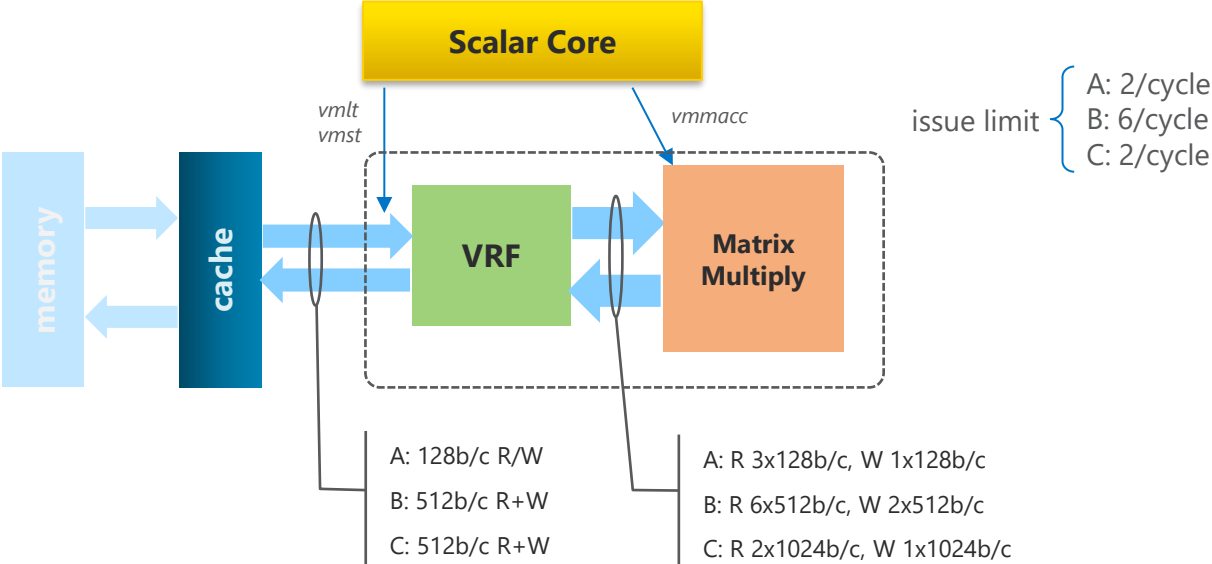 Scalar Core
A: 2/cycle
issue limit
B: 6/cycle
C: 2/cycle
vmlt
vmst
vmmacc
memory
cache
VRF
Matrix
Multiply
A: 128b/c R/W
B: 512b/c R+W
C: 512b/c R+W
A: R 3x128b/c, W 1x128b/c
B: R 6x512b/c, W 2x512b/c
C: R 2x1024b/c, W 1x1024b/c